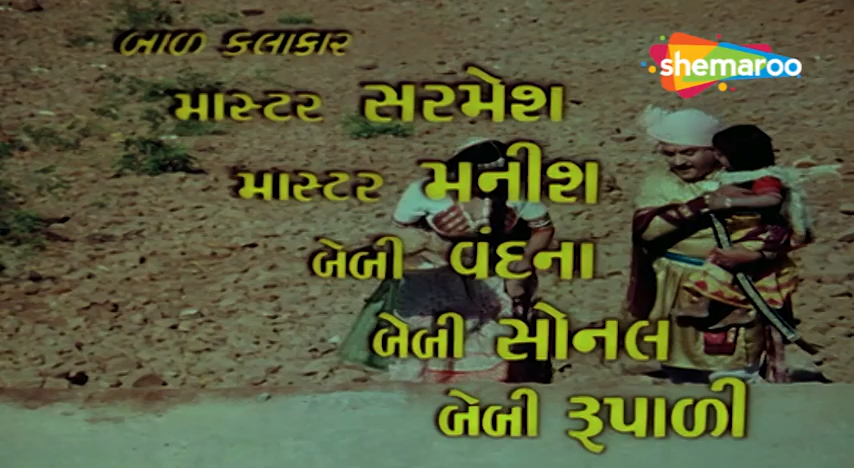 બાળ કલાકાર
shemaroo
માસ્ટર સરમેશ
માસ્ટર મનીશ
બેબી વંદના
બેબી સોનલ
બેબી રૂપાળી